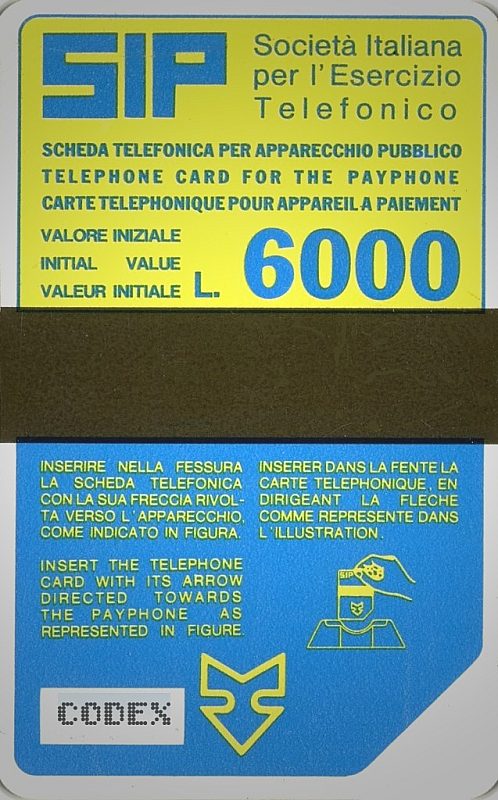 SIP
Società Italiana
per l'Esercizio
Telefonico
SCHEDA TELEFONICA PER APPARECCHIO PUBBLICO
TELEPHONE CARD FOR THE PAYPHONE
CARTE TELEPHONIQUE POUR APPAREIL A PAIEMENT
VALORE INIZIALE
INITIAL VALUE
VALEUR INITIALE L. 6000
INSERIRE NELLA FESSURA
LA SCHEDA TELEFONICA
CON LA SUA FRECCIA RIVOL-
TA VERSO L'APPARECCHIO,
COME INDICATO IN FIGURA.
INSERT THE TELEPHONE
CARD WITH ITS ARROW
DIRECTED TOWARDS
THE PAYPHONE AS
REPRESENTED IN FIGURE.
INSERER DANS LA FENTE LA
CARTE TELEPHONIQUE, EN
DIRIGEANT LA FLECHE
COMME REPRESENTE DANS
L'ILLUSTRATION.
SIP
CODEX